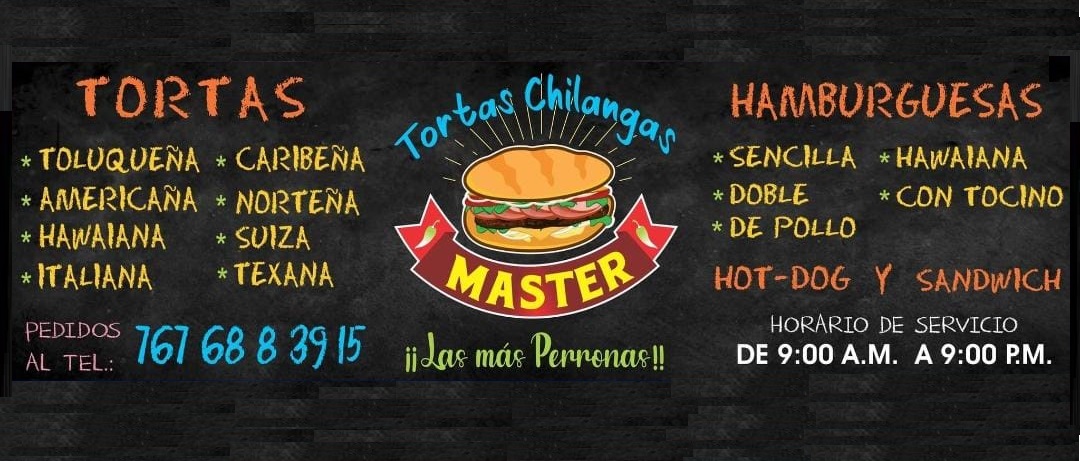 TORTAS
* TOLUQUEÑA
* AMERICAÑA
* HAWAIANA
* ITALIANA
* CARIBEÑA
* NORTEÑA
* SUIZA
* TEXANA
PEDIDOS
AL TEL.: 767 68 8 39 15
Tortas Chilangas
MASTER
¡¡Las más Perronas!!
HAMBURGUESAS
* SENCILLA
* DOBLE
* DE POLLO
* HAWAIANA
* CON TOCINO
HOT-DOG Y SANDWICH
HORARIO DE SERVICIO
DE 9:00 A.M. A 9:00 P.M.